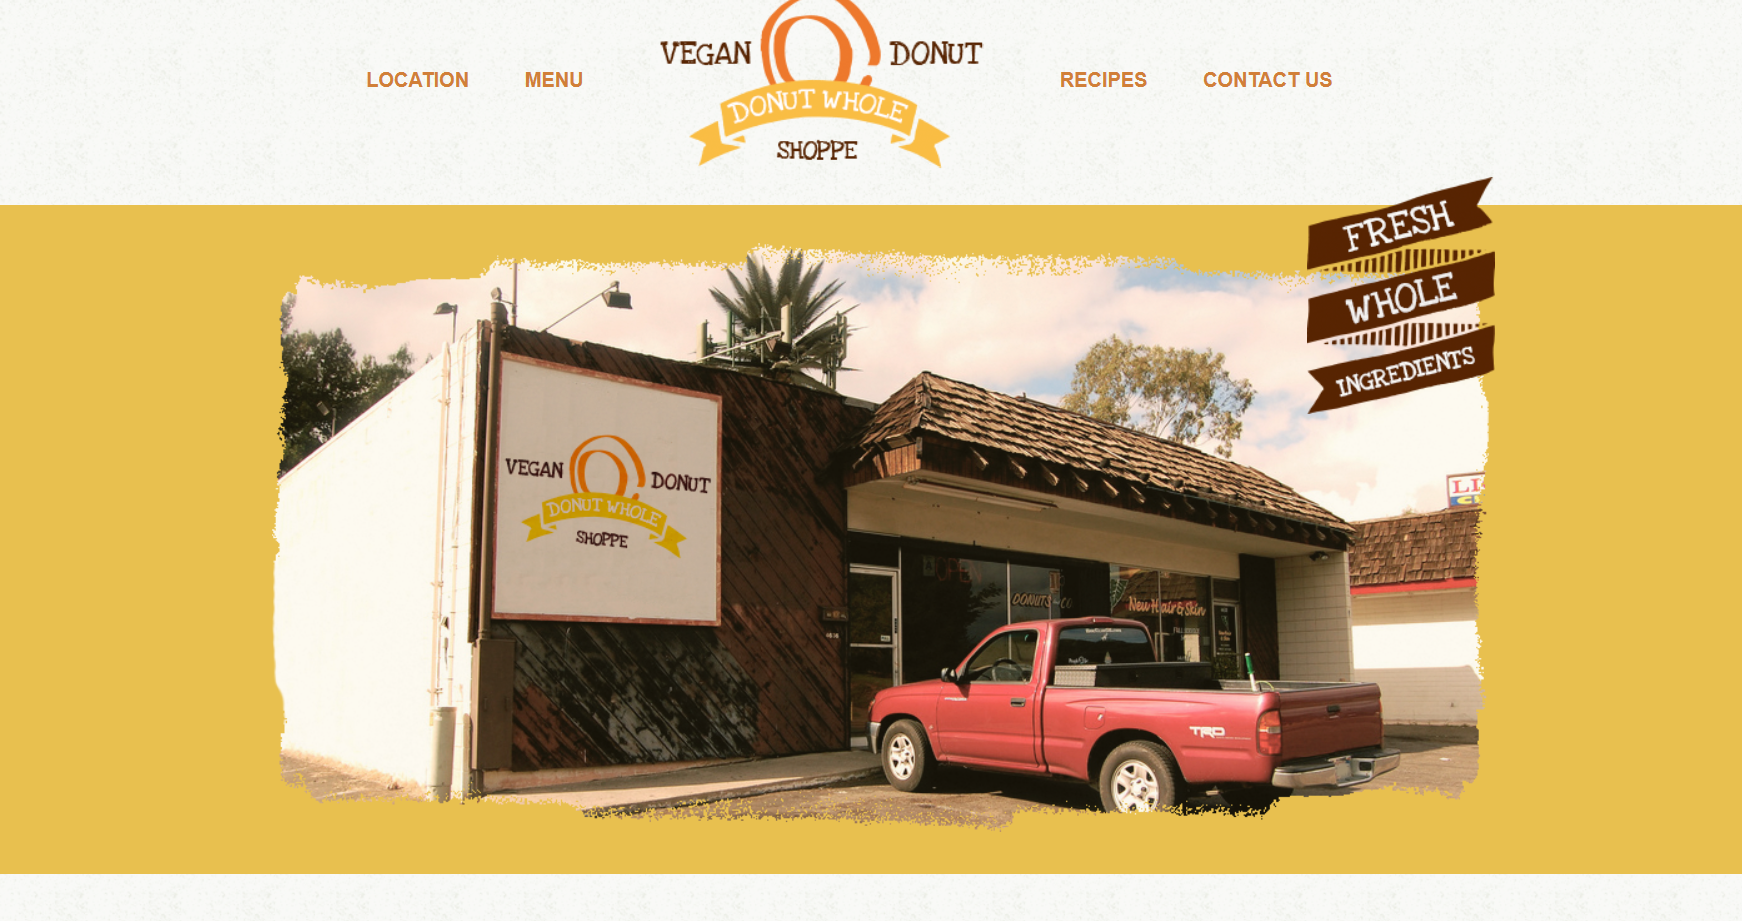 VEGAN DONUT
LOCATION MENU RECIPES CONTACT US
DONUT WHOLE
SHOPPE
FRESH
WHOLE
INGREDIENTS
VEGAN DONUT
DONUT WHOLE
SHOPPE
OPEN
DONUTS
New Hair & Skin
TRD